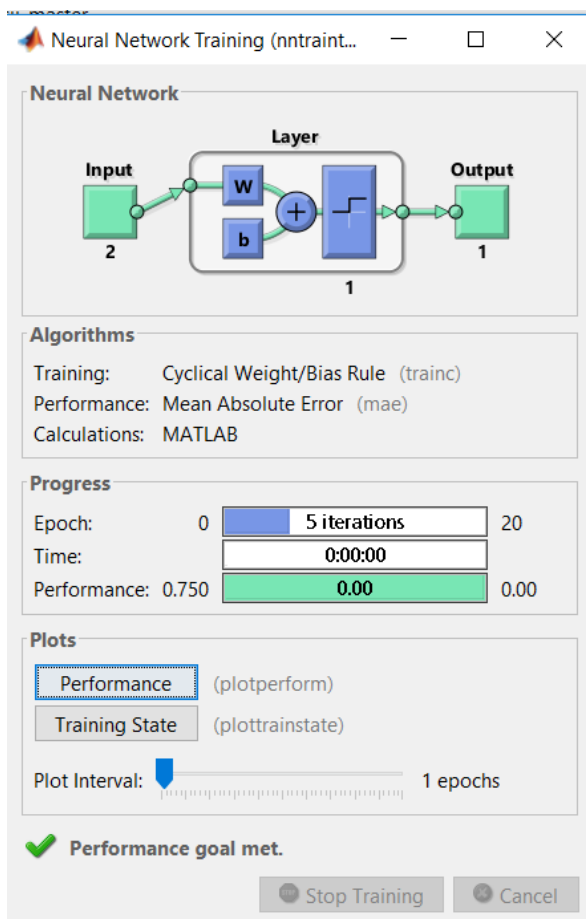 Neural Network Training (nntraint...
Neural Network
Layer
Input
Output
W
b
+
2
1
1
Algorithms
Training: Cyclical Weight/Bias Rule (trainc)
Performance: Mean Absolute Error (mae)
Calculations: MATLAB
Progress
Epoch: 0 5 iterations 20
Time: 0:00:00
Performance: 0.750 0.00 0.00
Plots
Performance (plotperform)
Training State (plottrainstate)
Plot Interval: 1 epochs
Performance goal met.
Stop Training Cancel